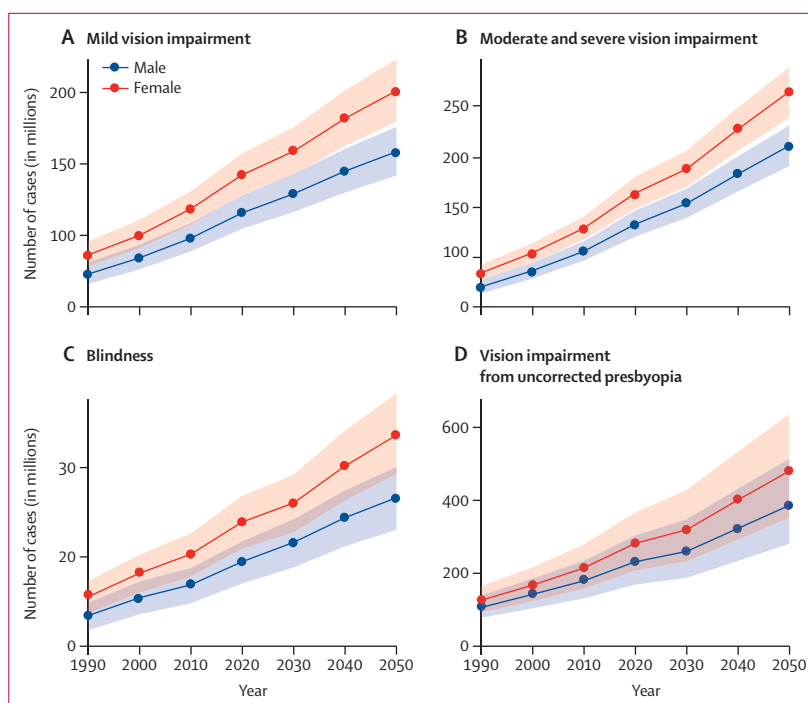 A Mild vision impairment
Male
Female
Number of cases (in millions)
200
150
100
0
1990 2000 2010 2020 2030 2040 2050
B Moderate and severe vision impairment
250
200
150
100
0
1990 2000 2010 2020 2030 2040 2050
C Blindness
Number of cases (in millions)
30
20
0
1990 2000 2010 2020 2030 2040 2050
Year
D Vision impairment
from uncorrected presbyopia
600
400
200
0
1990 2000 2010 2020 2030 2040 2050
Year